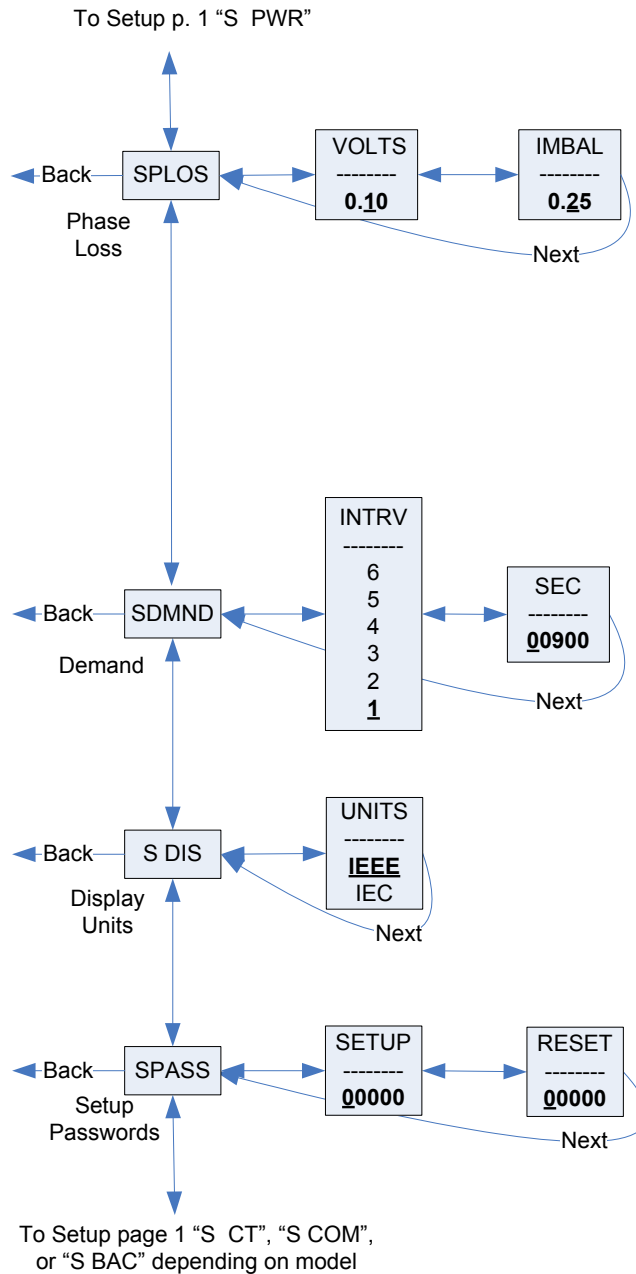 To Setup p. 1 “S PWR”
Back
SPLOS
VOLTS
--------
0.10
IMBAL
--------
0.25
Phase
Loss
Next
INTRV
--------
6
5
4
3
2
1
Back
SDMND
SEC
--------
00900
Demand
Next
UNITS
--------
IEEE
IEC
Back
S DIS
Display
Units
Next
Back
SPASS
SETUP
--------
00000
RESET
--------
00000
Setup
Passwords
Next
To Setup page 1 “S CT”, “S COM”,
or “S BAC” depending on model